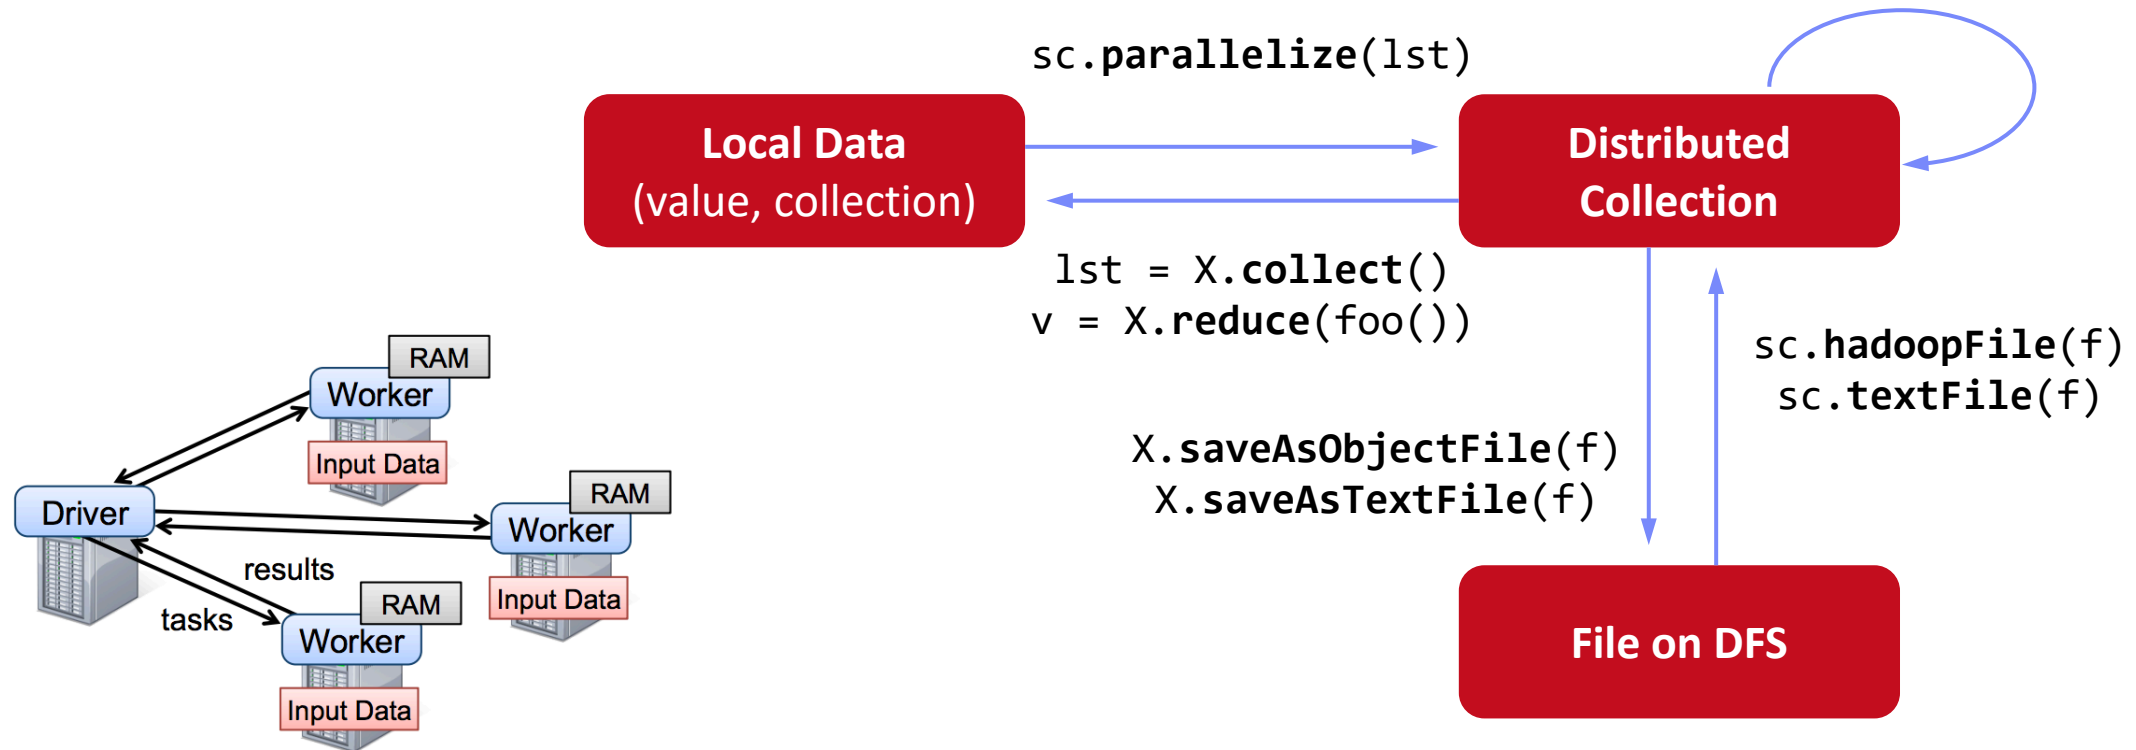 sc.parallelize(lst)
Local Data
(value, collection)
Distributed
Collection
lst = X.collect()
v = X.reduce(foo())
sc.hadoopFile(f)
sc.textFile(f)
X.saveAsObjectFile(f)
X.saveAsTextFile(f)
File on DFS
RAM
Worker
Input Data
Driver
RAM
Worker
Input Data
results
tasks
RAM
Worker
Input Data